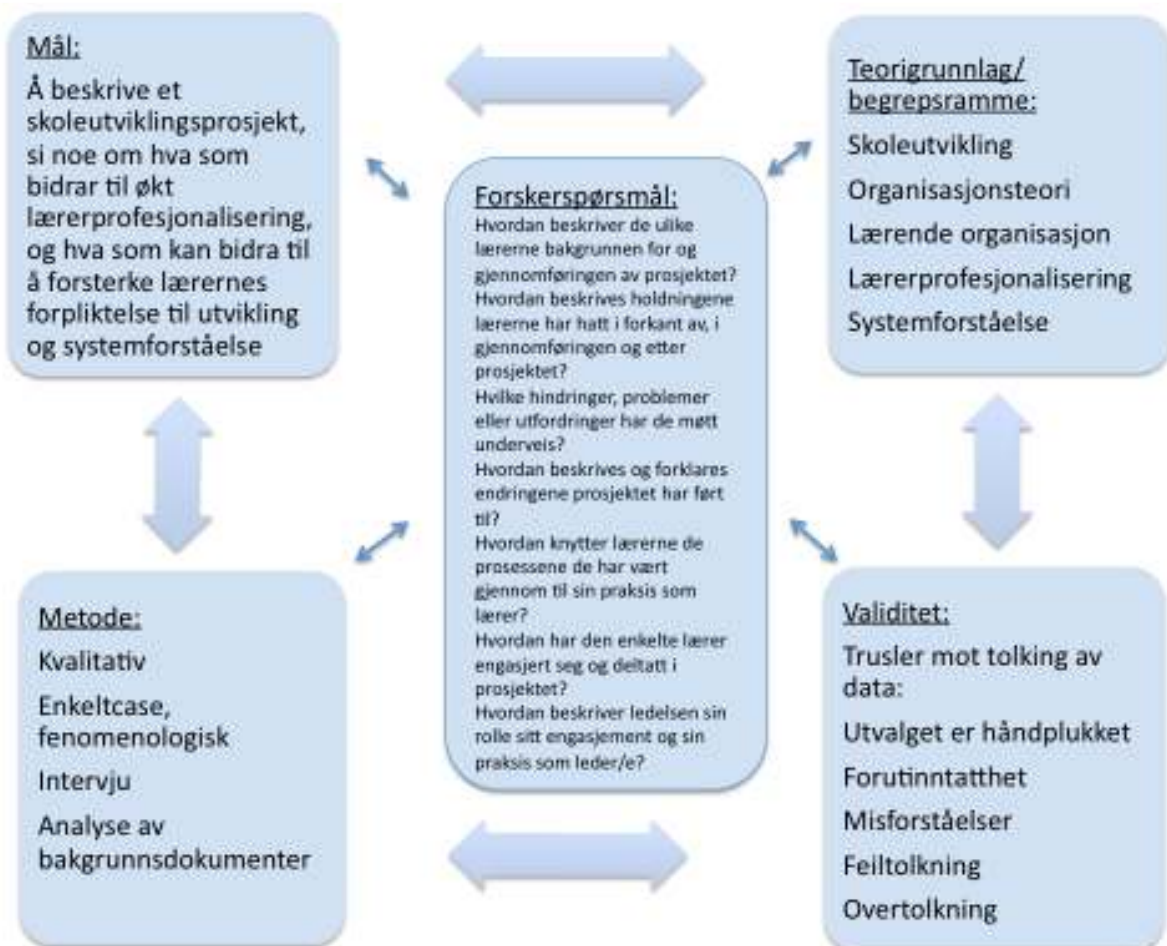 Mål:
Å beskrive et
skoleutviklingsprosjekt,
si noe om hva som
bidrar til økt
lærerprofesjonalisering,
og hva som kan bidra til
å forsterke lærernes
forpliktelse til utvikling
og systemforståelse
Teorigrunnlag/
begrepsramme:
Skoleutvikling
Organisasjonsteori
Lærende organisasjon
Lærerprofesjonalisering
Systemforståelse
Forskerspørsmål:
Hvordan beskriver de ulike
lærerne bakgrunnen for og
gjennomføringen av prosjektet?
Hvordan beskrives holdningene
lærerne har hatt i forkant av, i
gjennomføringen og etter
prosjektet?
Hvilke hindringer, problemer
eller utfordringer har de møtt
underveis?
Hvordan beskrives og forklares
endringene prosjektet har ført
til?
Hvordan knytter lærerne de
prosessene de har vært
gjennom til sin praksis som
lærer?
Hvordan har den enkelte lærer
engasjert seg og deltatt i
prosjektet?
Hvordan beskriver ledelsen sin
rolle sitt engasjement og sin
praksis som leder/e?
Metode:
Kvalitativ
Enkeltcase,
fenomenologisk
Intervju
Analyse av
bakgrunnsdokumenter
Validitet:
Trusler mot tolking av
data:
Utvalget er håndplukket
Forutinntatthet
Misforståelser
Feiltolkning
Overtolkning